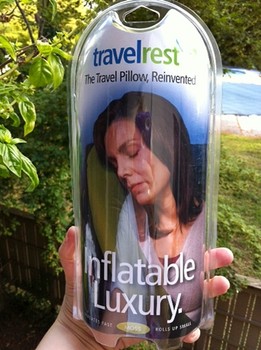 travelrest
The Travel Pillow, Reinvented
Inflatable
Luxury.
ROLLS UP SMALL